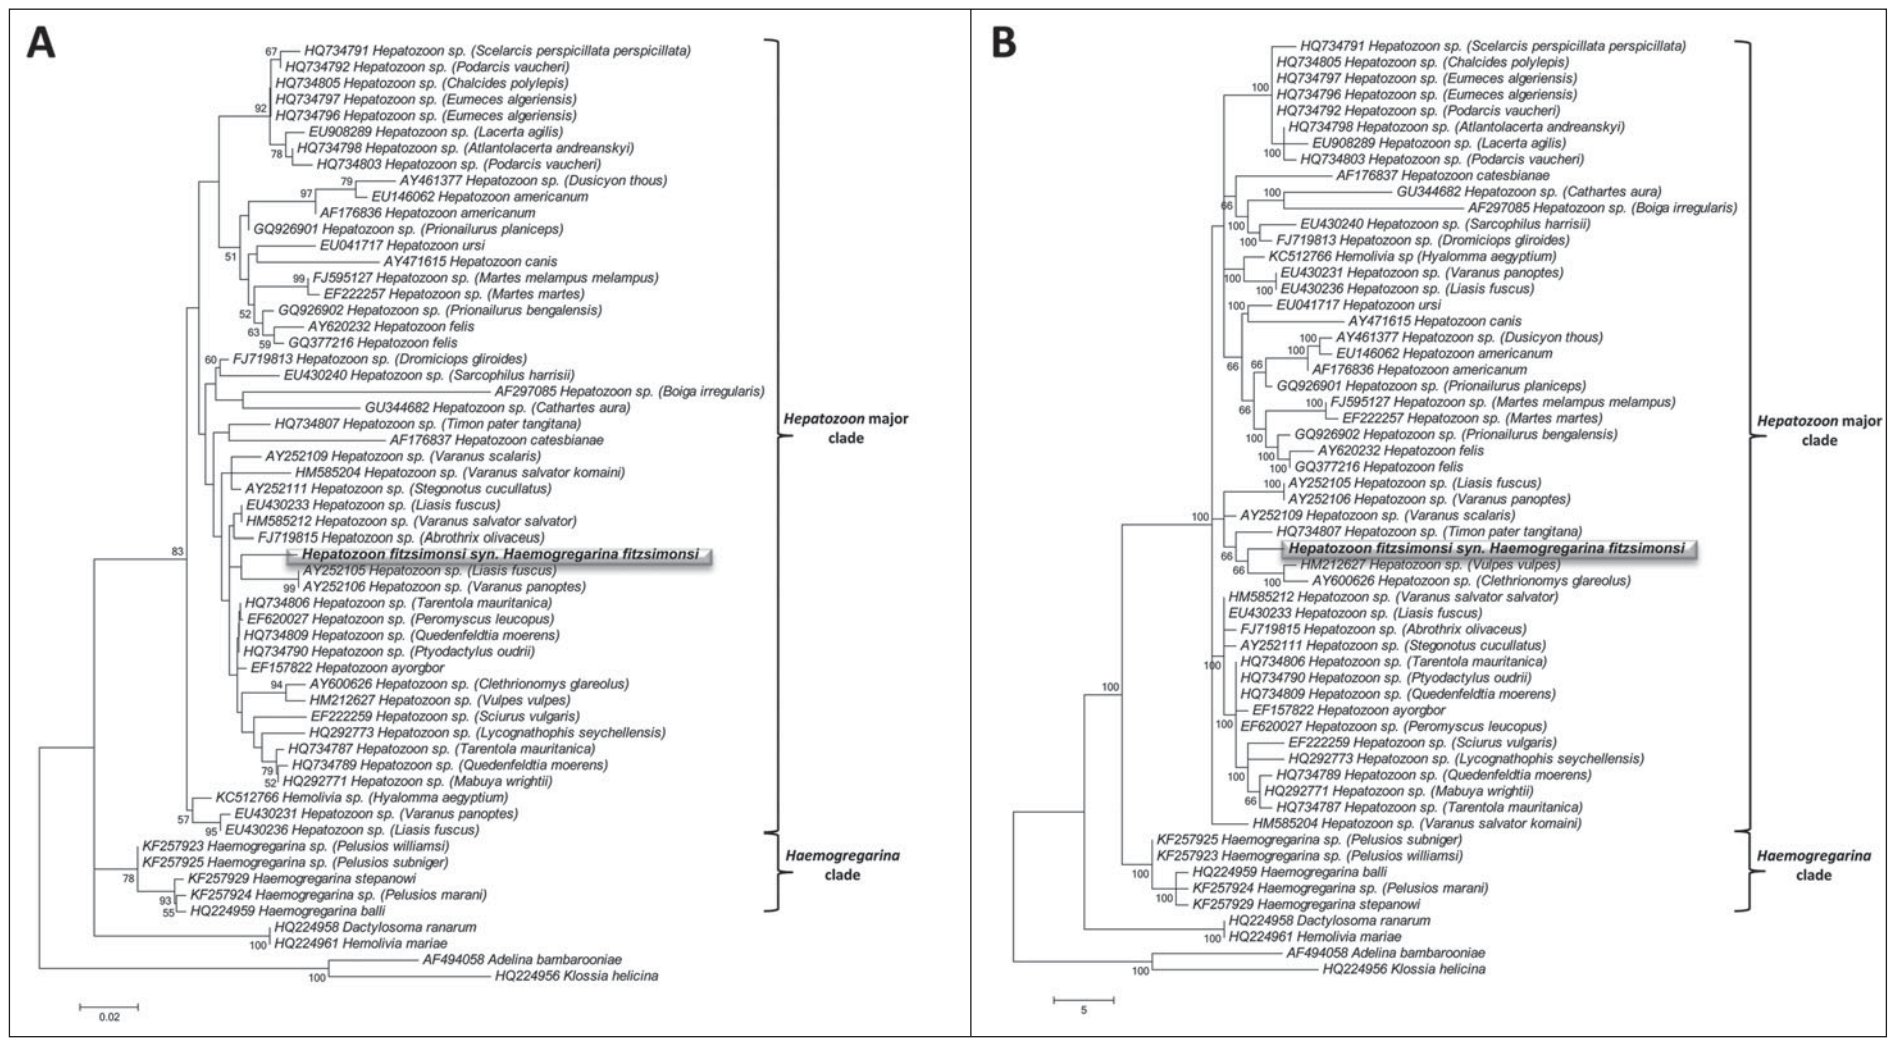 A
67
HQ734791 Hepatozoon sp. (Scelarcis perspicillata perspicillata)
HQ734792 Hepatozoon sp. (Podarcis vaucheri)
HQ734805 Hepatozoon sp. (Chalcides polylepis)
HQ734797 Hepatozoon sp. (Eumeces algeriensis)
92
HQ734796 Hepatozoon sp. (Eumeces algeriensis)
EU908289 Hepatozoon sp. (Lacerta agilis)
HQ734798 Hepatozoon sp. (Atlantolacerta andreanskyi)
78
HQ734803 Hepatozoon sp. (Podarcis vaucheri)
79
AY461377 Hepatozoon sp. (Dusicyon thous)
97
EU146062 Hepatozoon americanum
AF176836 Hepatozoon americanum
GQ926901 Hepatozoon sp. (Prionailurus planiceps)
EU041717 Hepatozoon ursi
51
AY471615 Hepatozoon canis
99
FJ595127 Hepatozoon sp. (Martes melampus melampus)
EF222257 Hepatozoon sp. (Martes martes)
52
GQ926902 Hepatozoon sp. (Prionailurus bengalensis)
63
AY620232 Hepatozoon felis
59
GQ377216 Hepatozoon felis
60
FJ719813 Hepatozoon sp. (Dromiciops gliroides)
EU430240 Hepatozoon sp. (Sarcophilus harrisii)
AF297085 Hepatozoon sp. (Boiga irregularis)
GU344682 Hepatozoon sp. (Cathartes aura)
HQ734807 Hepatozoon sp. (Timon pater tangitana)
AF176837 Hepatozoon catesbianae
AY252109 Hepatozoon sp. (Varanus scalaris)
HM585204 Hepatozoon sp. (Varanus salvator komaini)
AY252111 Hepatozoon sp. (Stegonotus cucullatus)
EU430233 Hepatozoon sp. (Liasis fuscus)
HM585212 Hepatozoon sp. (Varanus salvator salvator)
FJ719815 Hepatozoon sp. (Abrothrix olivaceus)
83
Hepatozoon fitzsimonsi syn. Haemogregarina fitzsimonsi
AY252105 Hepatozoon sp. (Liasis fuscus)
99
AY252106 Hepatozoon sp. (Varanus panoptes)
HQ734806 Hepatozoon sp. (Tarentola mauritanica)
EF620027 Hepatozoon sp. (Peromyscus leucopus)
HQ734809 Hepatozoon sp. (Quedenfeldtia moerens)
HQ734790 Hepatozoon sp. (Ptyodactylus oudrii)
EF157822 Hepatozoon ayorgbor
94
AY600626 Hepatozoon sp. (Clethrionomys glareolus)
HM212627 Hepatozoon sp. (Vulpes vulpes)
EF222259 Hepatozoon sp. (Sciurus vulgaris)
HQ292773 Hepatozoon sp. (Lycognathophis seychellensis)
HQ734787 Hepatozoon sp. (Tarentola mauritanica)
79
HQ734789 Hepatozoon sp. (Quedenfeldtia moerens)
52
HQ292771 Hepatozoon sp. (Mabuya wrightii)
KC512766 Hemolivia sp. (Hyalomma aegyptium)
57
EU430231 Hepatozoon sp. (Varanus panoptes)
95
EU430236 Hepatozoon sp. (Liasis fuscus)
KF257923 Haemogregarina sp. (Pelusios williamsi)
KF257925 Haemogregarina sp. (Pelusios subniger)
78
KF257929 Haemogregarina stepanowi
93
KF257924 Haemogregarina sp. (Pelusios marani)
55
HQ224959 Haemogregarina balli
HQ224958 Dactylosoma ranarum
100
HQ224961 Hemolivia mariae
AF494058 Adelina bambarooniae
100
HQ224956 Klossia helicina
0.02
Hepatozoon major
clade
Haemogregarina
clade
B
HQ734791 Hepatozoon sp. (Scelarcis perspicillata perspicillata)
HQ734805 Hepatozoon sp. (Chalcides polylepis)
HQ734797 Hepatozoon sp. (Eumeces algeriensis)
100
HQ734796 Hepatozoon sp. (Eumeces algeriensis)
HQ734792 Hepatozoon sp. (Podarcis vaucheri)
HQ734798 Hepatozoon sp. (Atlantolacerta andreanskyi)
EU908289 Hepatozoon sp. (Lacerta agilis)
100
HQ734803 Hepatozoon sp. (Podarcis vaucheri)
AF176837 Hepatozoon catesbianae
100
GU344682 Hepatozoon sp. (Cathartes aura)
66
AF297085 Hepatozoon sp. (Boiga irregularis)
EU430240 Hepatozoon sp. (Sarcophilus harrisii)
100
FJ719813 Hepatozoon sp. (Dromiciops gliroides)
KC512766 Hemolivia sp (Hyalomma aegyptium)
100
EU430231 Hepatozoon sp. (Varanus panoptes)
100
EU430236 Hepatozoon sp. (Liasis fuscus)
100
EU041717 Hepatozoon ursi
AY471615 Hepatozoon canis
100
AY461377 Hepatozoon sp. (Dusicyon thous)
100
EU146062 Hepatozoon americanum
66
66
AF176836 Hepatozoon americanum
GQ926901 Hepatozoon sp. (Prionailurus planiceps)
66
100
FJ595127 Hepatozoon sp. (Martes melampus melampus)
EF222257 Hepatozoon sp. (Martes martes)
100
GQ926902 Hepatozoon sp. (Prionailurus bengalensis)
AY620232 Hepatozoon felis
100
GQ377216 Hepatozoon felis
100
AY252105 Hepatozoon sp. (Liasis fuscus)
AY252106 Hepatozoon sp. (Varanus panoptes)
100
AY252109 Hepatozoon sp. (Varanus scalaris)
HQ734807 Hepatozoon sp. (Timon pater tangitana)
66
Hepatozoon fitzsimonsi syn. Haemogregarina fitzsimonsi
66
HM212627 Hepatozoon sp. (Vulpes vulpes)
100
AY600626 Hepatozoon sp. (Clethrionomys glareolus)
HM585212 Hepatozoon sp. (Varanus salvator salvator)
EU430233 Hepatozoon sp. (Liasis fuscus)
FJ719815 Hepatozoon sp. (Abrothrix olivaceus)
AY252111 Hepatozoon sp. (Stegonotus cucullatus)
100
HQ734806 Hepatozoon sp. (Tarentola mauritanica)
HQ734790 Hepatozoon sp. (Ptyodactylus oudrii)
100
HQ734809 Hepatozoon sp. (Quedenfeldtia moerens)
EF157822 Hepatozoon ayorgbor
100
EF620027 Hepatozoon sp. (Peromyscus leucopus)
EF222259 Hepatozoon sp. (Sciurus vulgaris)
HQ292773 Hepatozoon sp. (Lycognathophis seychellensis)
100
HQ734789 Hepatozoon sp. (Quedenfeldtia moerens)
HQ292771 Hepatozoon sp. (Mabuya wrightii)
66
HQ734787 Hepatozoon sp. (Tarentola mauritanica)
HM585204 Hepatozoon sp. (Varanus salvator komaini)
KF257925 Haemogregarina sp. (Pelusios subniger)
KF257923 Haemogregarina sp. (Pelusios williamsi)
100
HQ224959 Haemogregarina balli
KF257924 Haemogregarina sp. (Pelusios marani)
100
KF257929 Haemogregarina stepanowi
HQ224958 Dactylosoma ranarum
100
HQ224961 Hemolivia mariae
AF494058 Adelina bambarooniae
100
HQ224956 Klossia helicina
5
Hepatozoon major
clade
Haemogregarina
clade